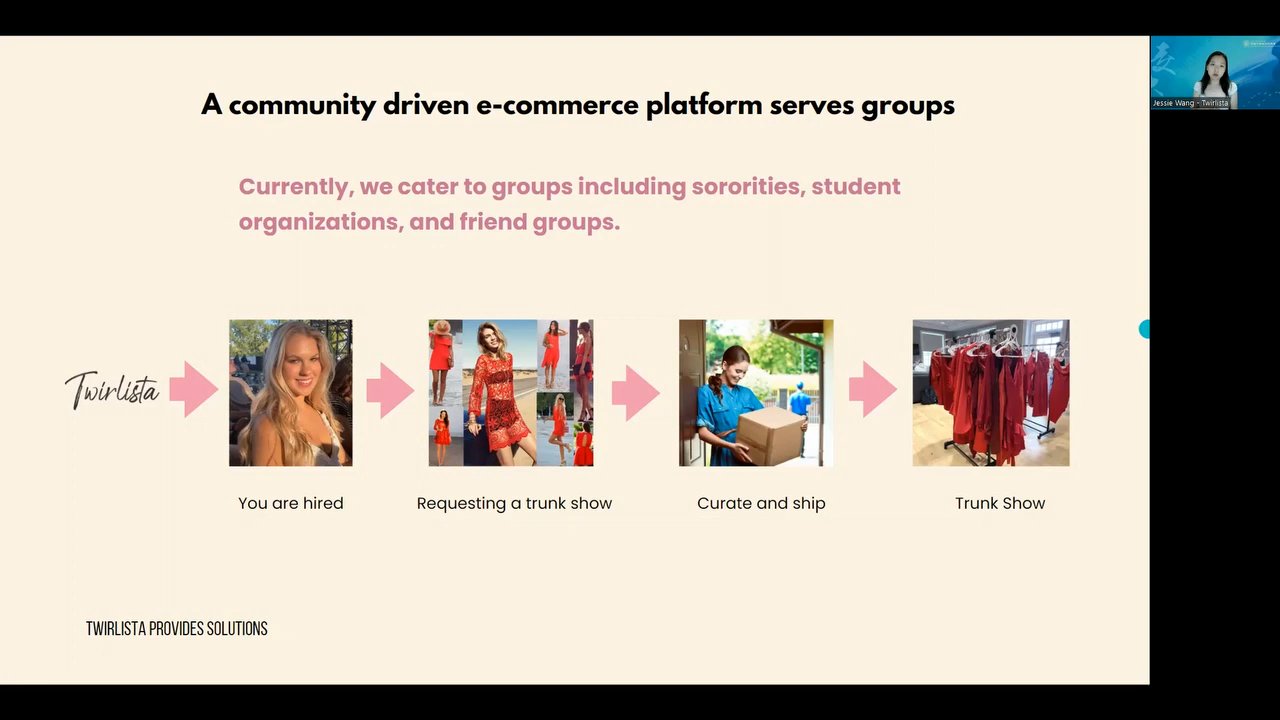 A community driven e-commerce platform serves groups
Currently, we cater to groups including sororities, student
organizations, and friend groups.
Twirlista
You are hired
Requesting a trunk show
Curate and ship
Trunk Show
TWIRLISTA PROVIDES SOLUTIONS
Jessie Wang - Twirlista